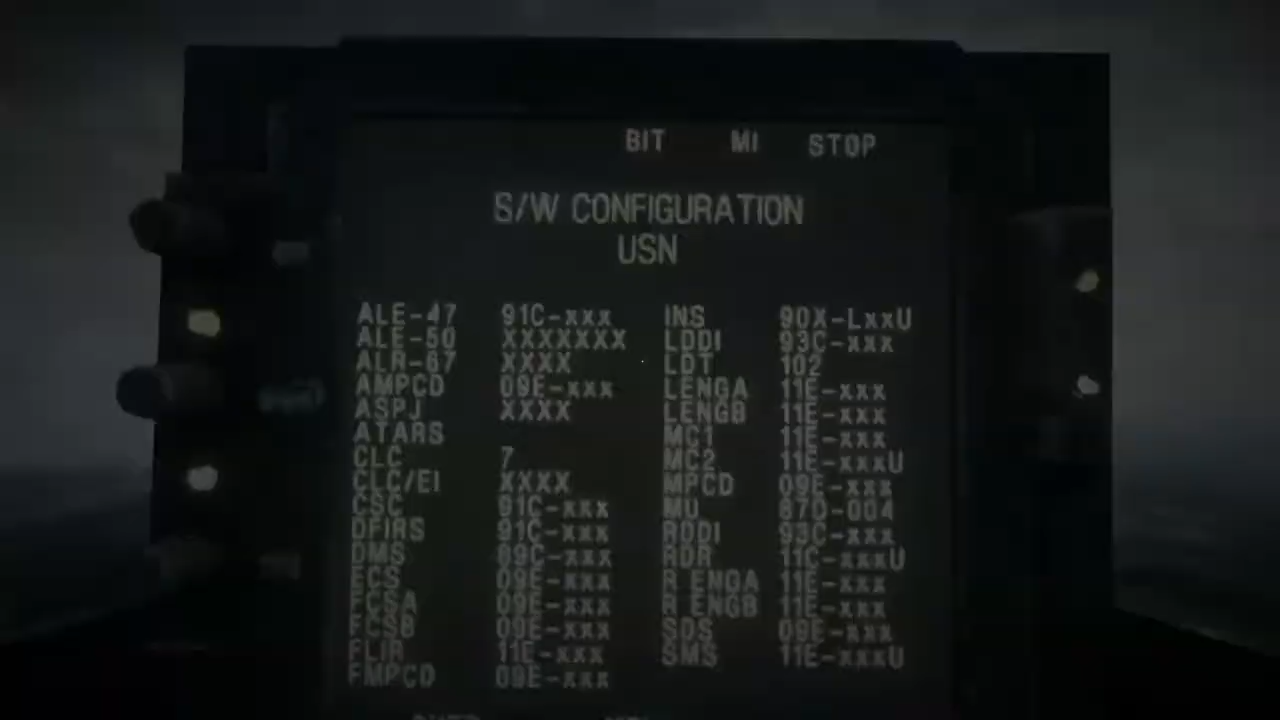 BIT MI STOP
S/W CONFIGURATION
USN
ALE-47 91C-xxx INS 90X-LxxU
ALE-50 XXXXXXX LDDI 93C-xxx
ALR-67 XXXX LDT 102
AMPCD 09E-xxx LENGA 11E-xxx
ASPJ XXXX LENGB 11E-xxx
ATARS MC1 11E-xxx
CLC 7 MC2 11E-xxxU
CLC/EI XXXX MPCD 09E-xxx
CSC 91C-xxx MU 87D-004
DFIRS 91C-xxx RDDI 93C-xxx
DMS 89C-xxx RDR 11C-xxxU
ECS 09E-xxx R ENGA 11E-xxx
FCSA 09E-xxx R ENGB 11E-xxx
FCSB 09E-xxx SDS 09E-xxx
FLIR 11E-xxx SMS 11E-xxxU
FMPCD 09E-xxx